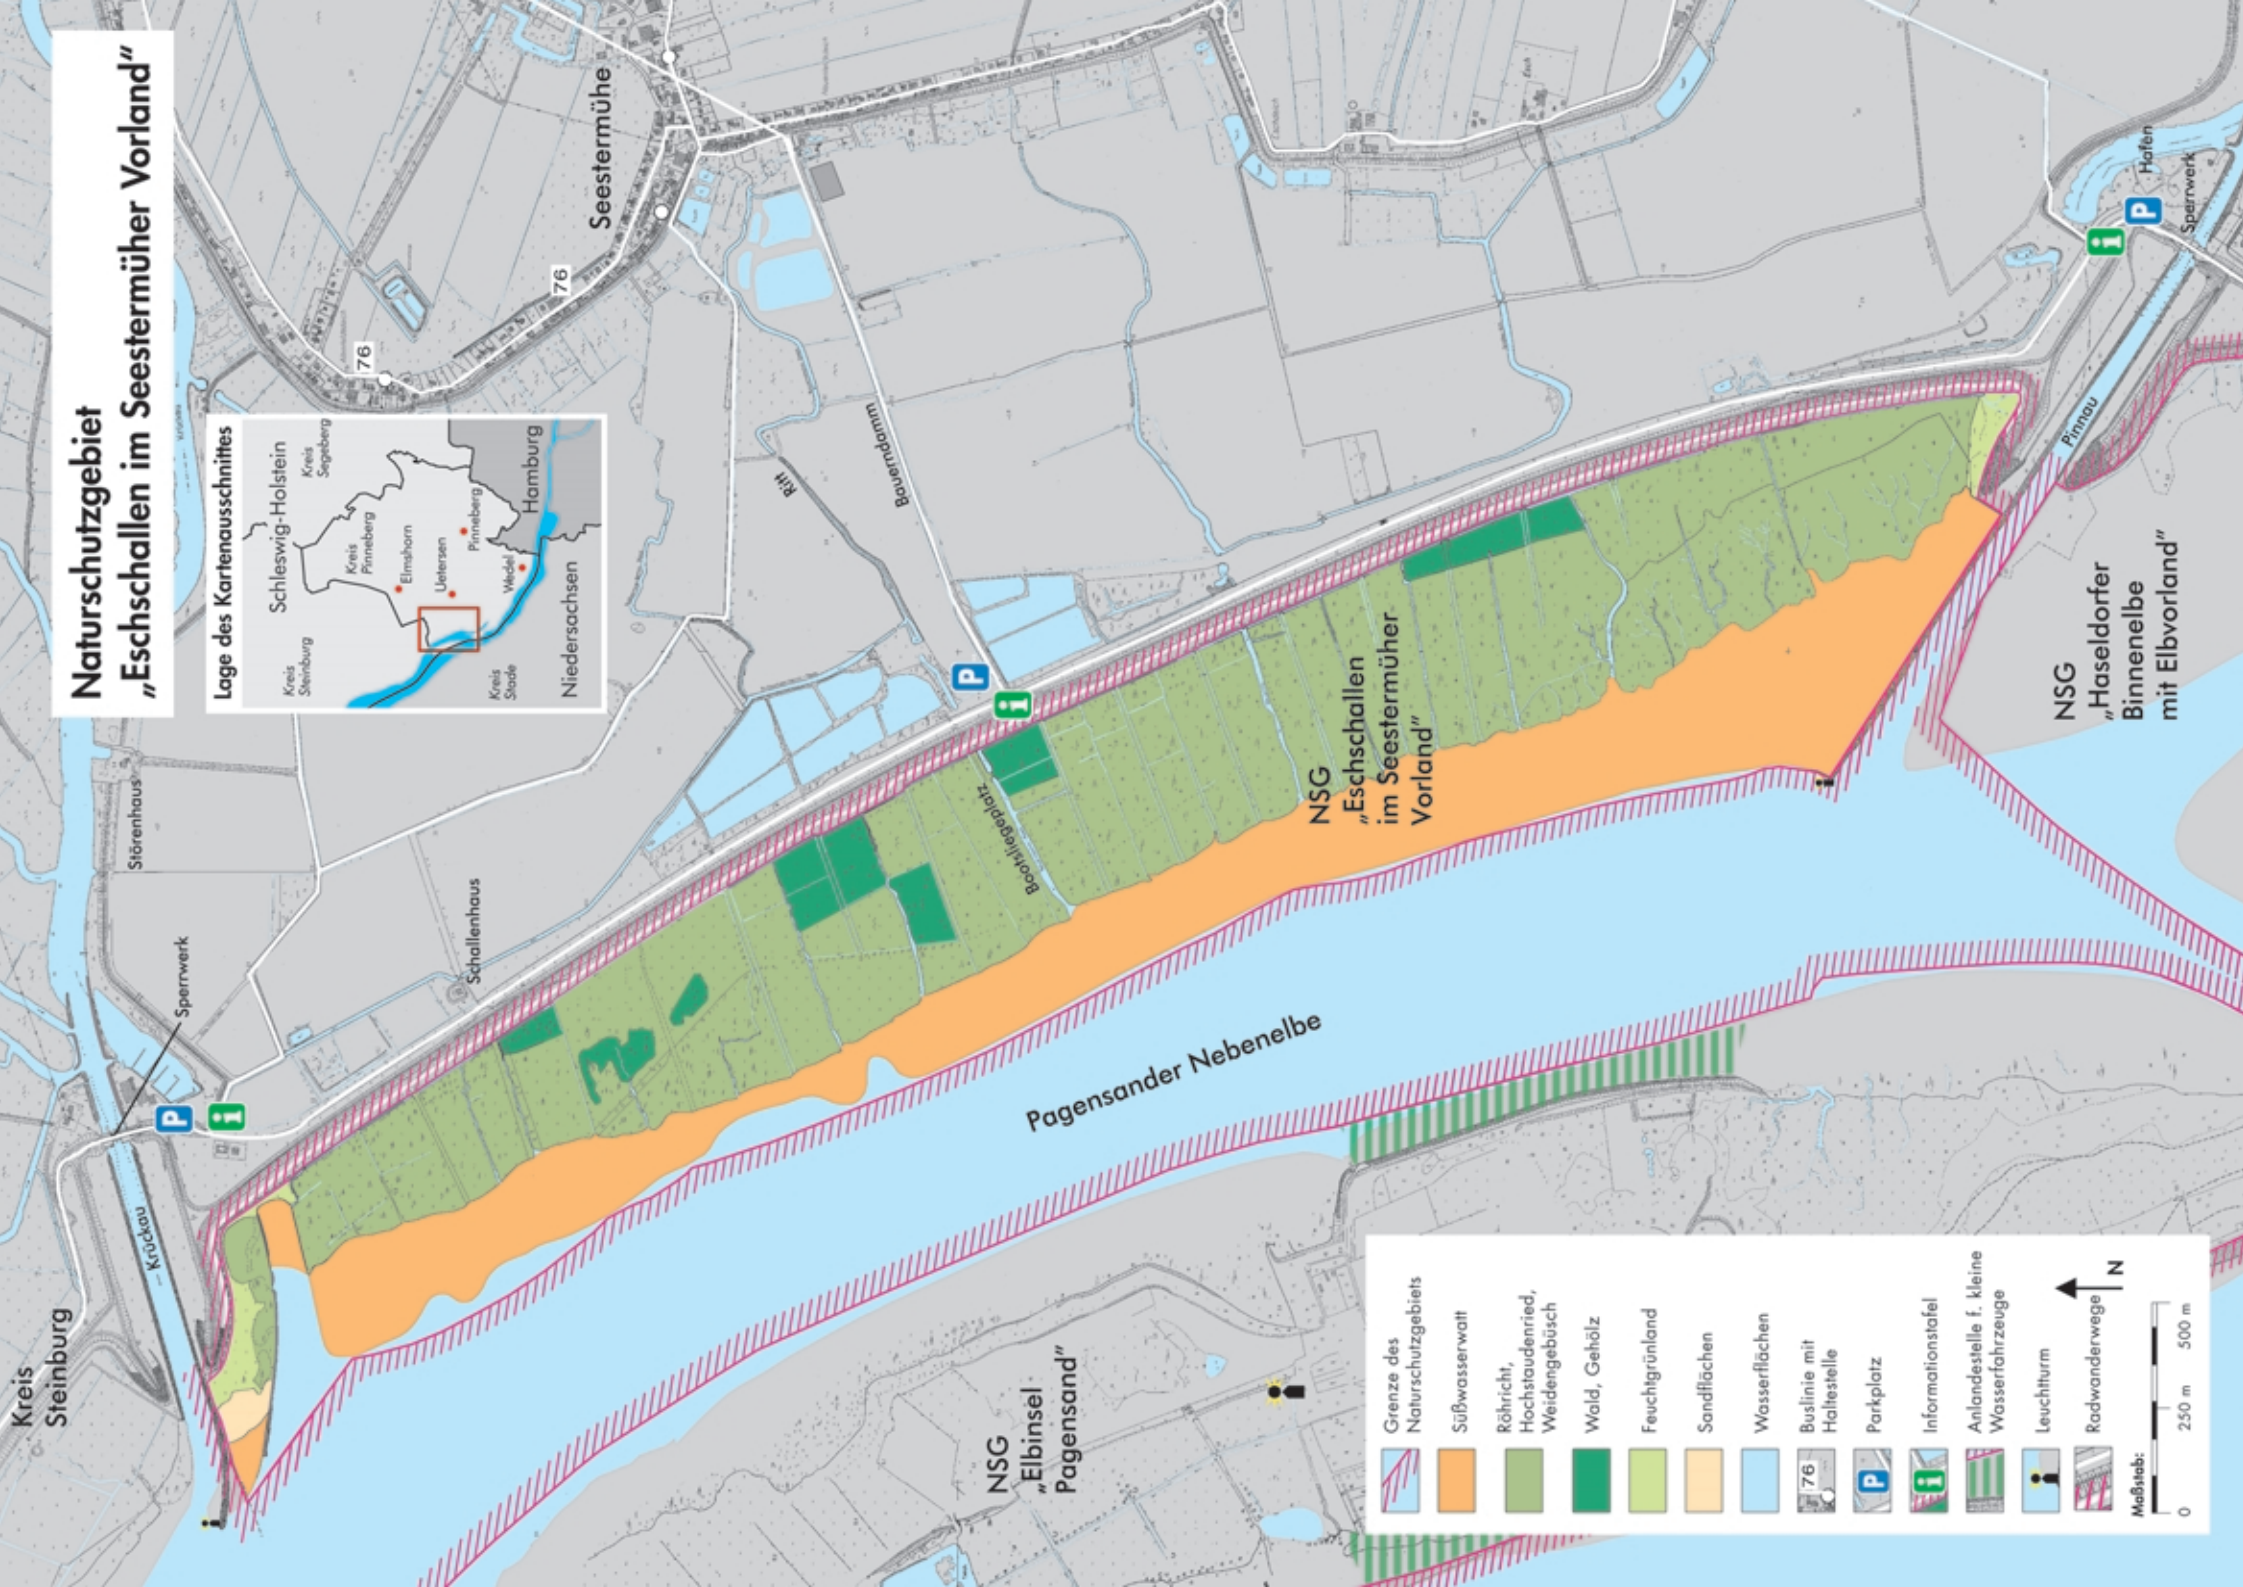 Naturschutzgebiet
„Eschschallen im Seestermüher Vorland“
Lage des Kartenausschnittes
Schleswig-Holstein
Kreis
Segeberg
Kreis
Steinburg
Kreis
Pinneberg
Elmshorn
Uetersen
Pinneberg
Wedel
Hamburg
Kreis
Stade
Niedersachsen
Kreis
Steinburg
Krückau
Sperrwerk
Störenhaus
Schallenhaus
P
i
76
76
Seestermühe
Ritt
Bauerndamm
P
i
Bootsliegeplatz
Esch
NSG
„Eschschallen
im Seestermüher
Vorland“
Pagensander Nebenelbe
NSG
„Elbinsel
Pagensand“
Hafen
P
i
Sperrwerk
Pinnau
NSG
„Haseldorfer
Binnenelbe
mit Elbvorland“
Grenze des
Naturschutzgebiets
Süßwasserwatt
Röhricht,
Hochstaudenried,
Weidengebüsch
Wald, Gehölz
Feuchtgrünland
Sandflächen
Wasserflächen
76
Buslinie mit
Haltestelle
P
Parkplatz
i
Informationstafel
Anlandestelle f. kleine
Wasserfahrzeuge
Leuchtturm
Radwanderwege
N
Maßstab:
0 250 m 500 m